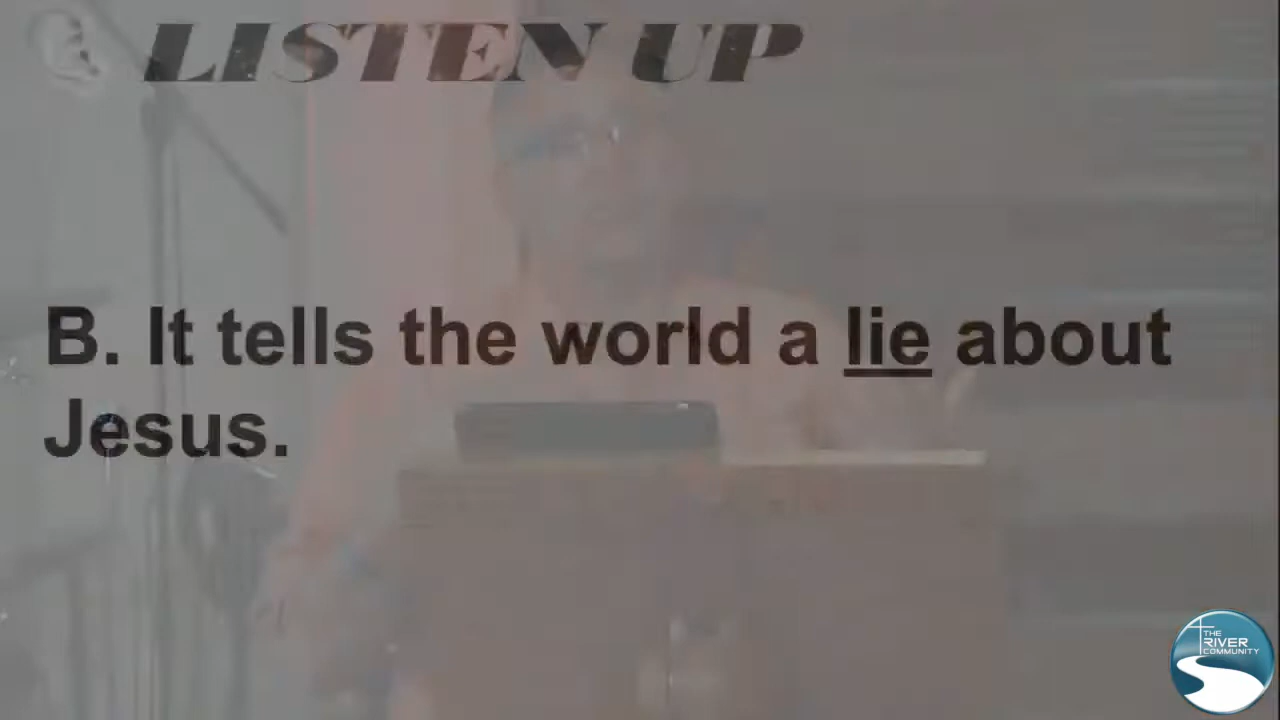 LISTEN UP
B. It tells the world a lie about
Jesus.
THE
RIVER
COMMUNITY